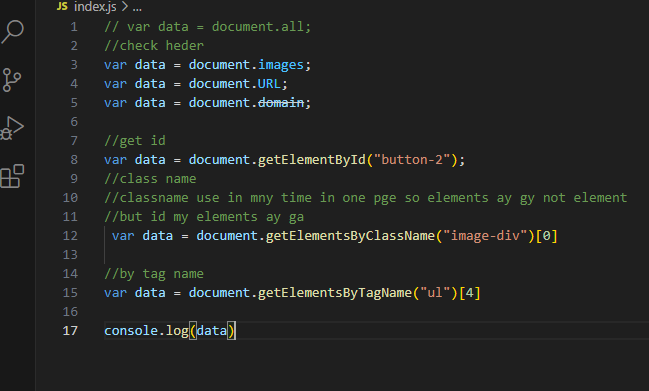 JS index.js > ...
1 // var data = document.all;
2 //check heder
3 var data = document.images;
4 var data = document.URL;
5 var data = document.domain;
6
7 //get id
8 var data = document.getElementById("button-2");
9 //class name
10 //classname use in mny time in one pge so elements ay gy not element
11 //but id my elements ay ga
12 var data = document.getElementsByClassName("image-div")[0]
13
14 //by tag name
15 var data = document.getElementsByTagName("ul")[4]
16
17 console.log(data)